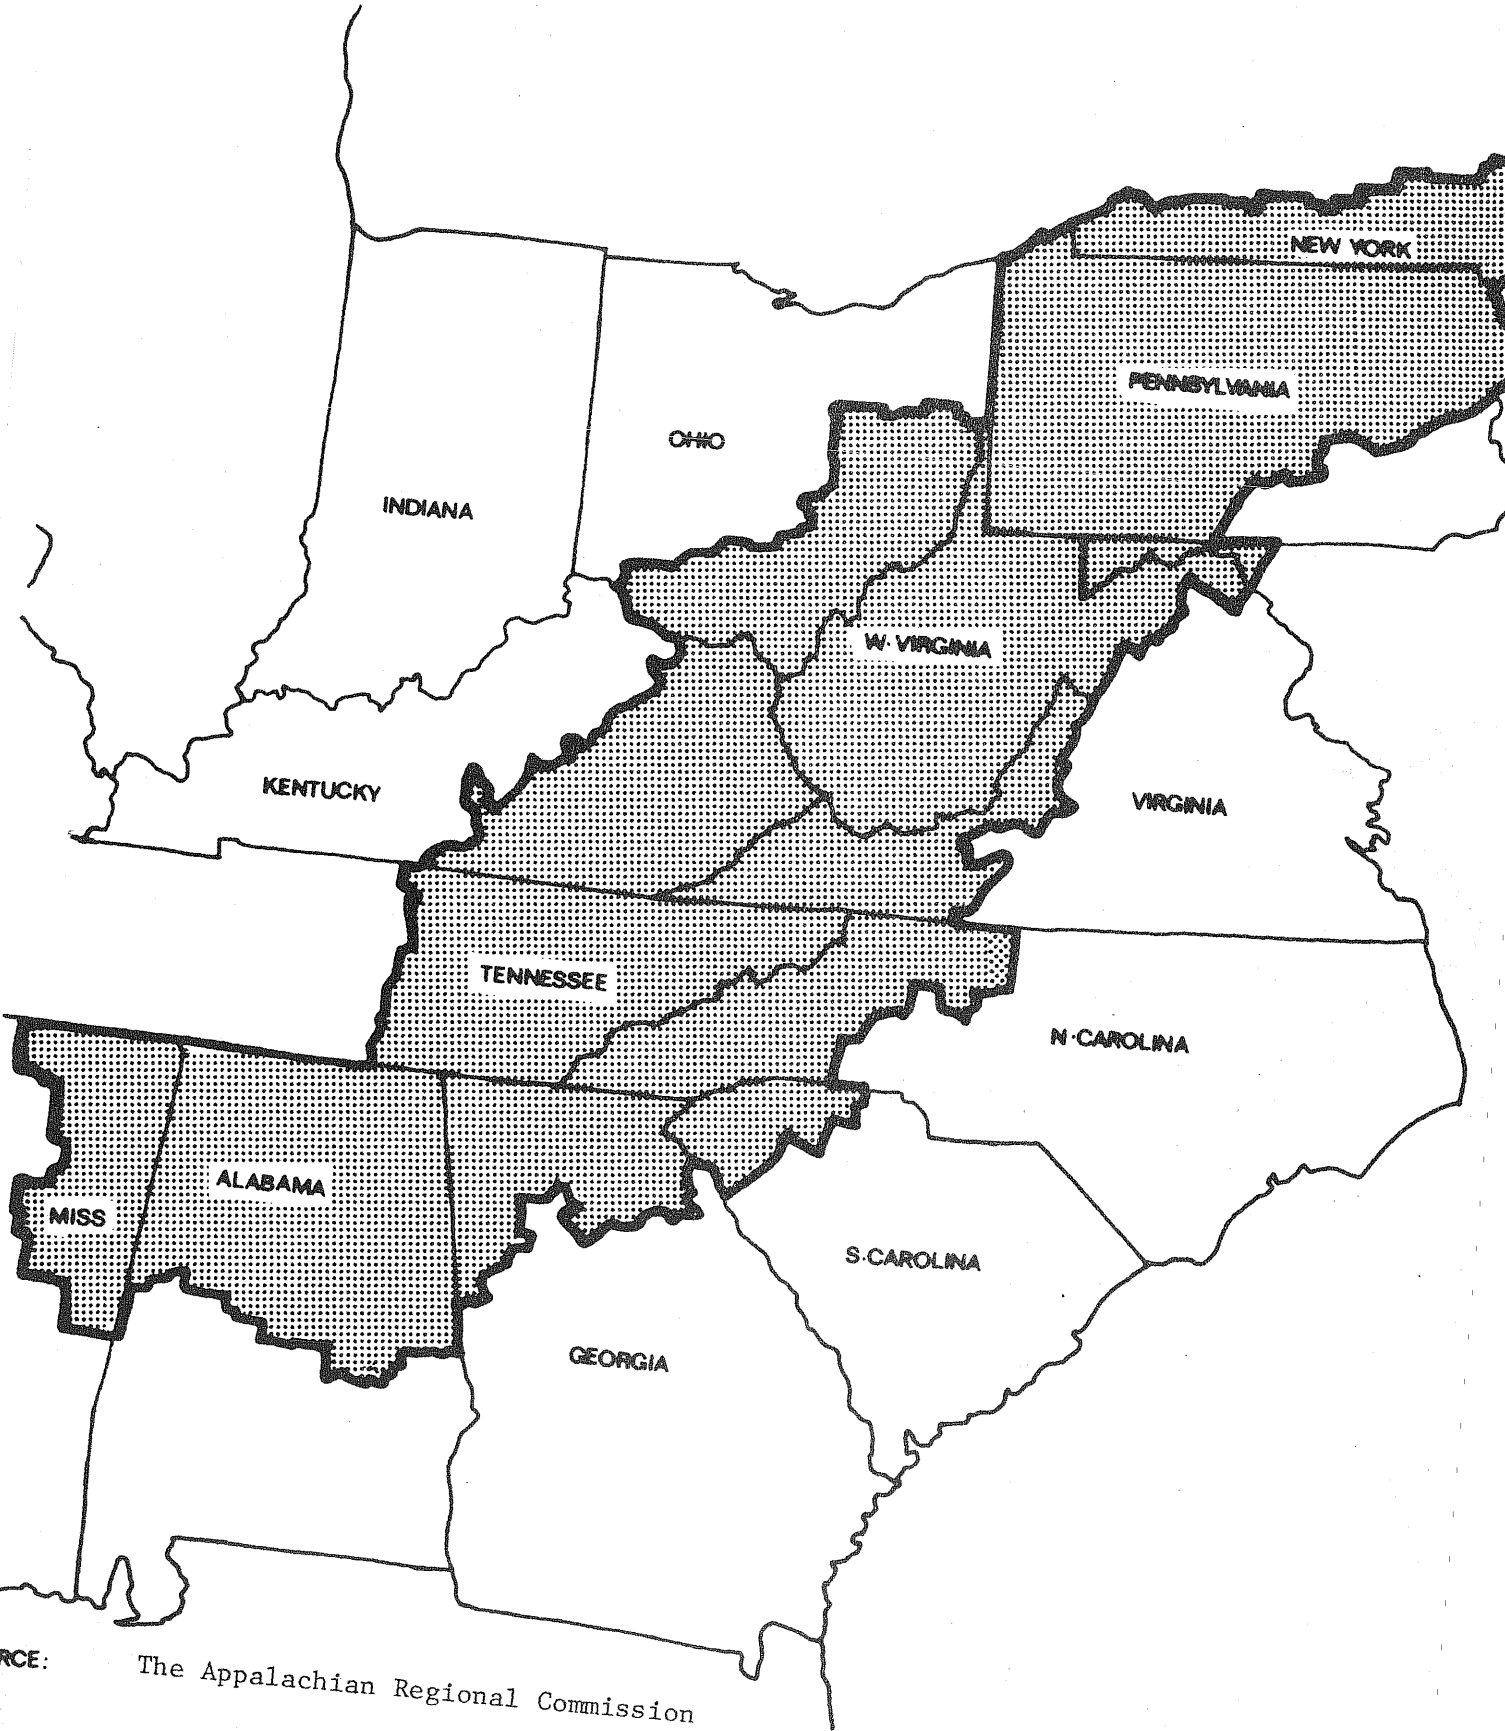 NEW YORK
PENNSYLVANIA
OHIO
INDIANA
W. VIRGINIA
KENTUCKY
VIRGINIA
TENNESSEE
N. CAROLINA
ALABAMA
MISS
S. CAROLINA
GEORGIA
RCE: The Appalachian Regional Commission